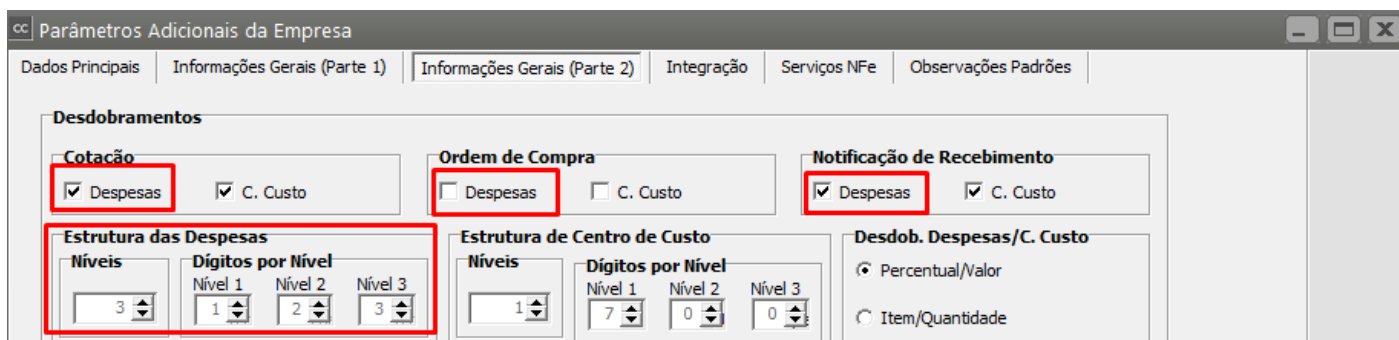 cc Parâmetros Adicionais da Empresa
Dados Principais Informações Gerais (Parte 1) Informações Gerais (Parte 2) Integração Serviços NFe Observações Padrões
Desdobramentos
Cotação Ordem de Compra Notificação de Recebimento
Despesas C. Custo Despesas C. Custo Despesas C. Custo
Estrutura das Despesas Estrutura de Centro de Custo Desdob. Despesas/C. Custo
Níveis Dígitos por Nível Níveis Dígitos por Nível Percentual/Valor
Nível 1 Nível 2 Nível 3 Nível 1 Nível 2 Nível 3
3 1 2 3 1 7 0 0 Item/Quantidade